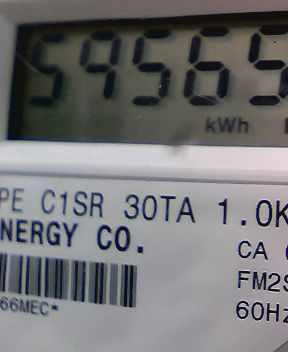 59565
kWh
PE C1SR 30TA 1.0K
NERGY CO.
CA
FM2S
66MEC*
60Hz